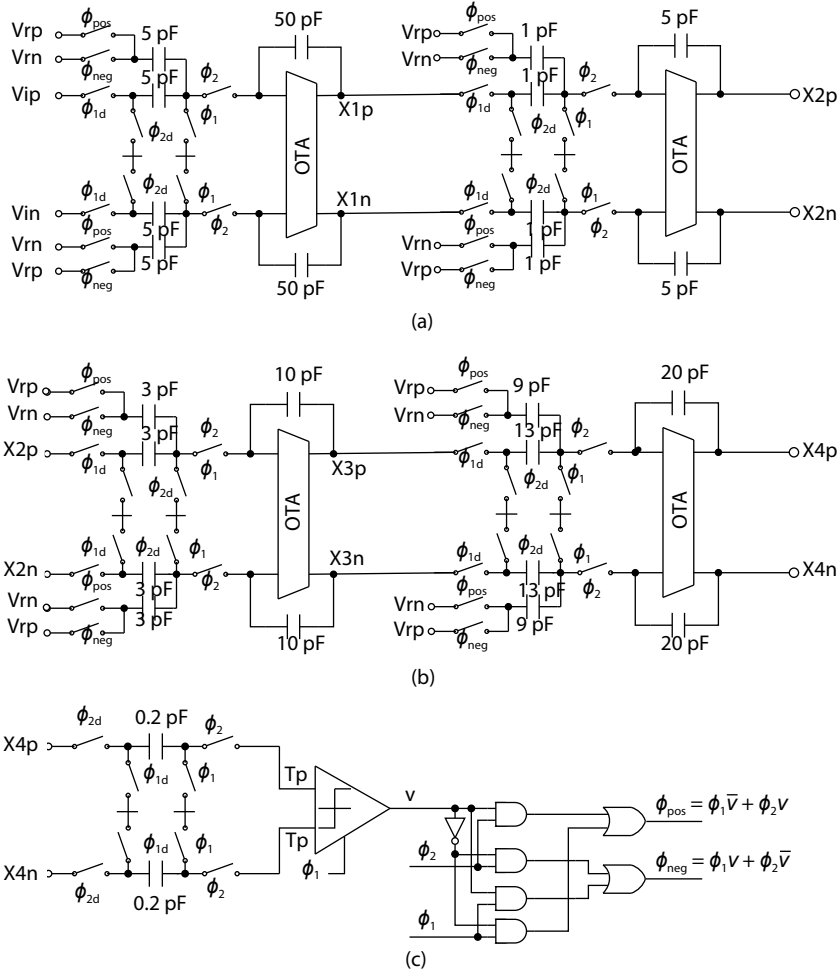 Vrp ϕpos 5 pF 50 pF Vrp ϕpos 1 pF 5 pF
Vrn ϕneg 5 pF ϕ2 Vrn ϕneg 1 pF ϕ2
Vip ϕ1d ϕ1 X1p ϕ1d ϕ1 X2p
ϕ2d OTA ϕ2d OTA
ϕ1d ϕ2d ϕ1 X1n ϕ1d ϕ2d ϕ1
Vin ϕpos 5 pF ϕ2 ϕpos 1 pF ϕ2 X2n
Vrn Vrn
Vrp ϕneg 5 pF 50 pF Vrp ϕneg 1 pF 5 pF
(a)
Vrp ϕpos 3 pF 10 pF Vrp ϕpos 9 pF 20 pF
Vrn ϕneg 3 pF ϕ2 Vrn ϕneg 13 pF ϕ2
X2p ϕ1d ϕ1 X3p ϕ1d ϕ1 X4p
ϕ2d OTA ϕ2d OTA
ϕ1d ϕ2d ϕ1 X3n ϕ1d ϕ2d ϕ1
X2n ϕpos 3 pF ϕ2 ϕpos 13 pF ϕ2 X4n
Vrn Vrn
Vrp ϕneg 3 pF 10 pF Vrp ϕneg 9 pF 20 pF
(b)
X4p ϕ2d 0.2 pF ϕ2
ϕ1d ϕ1 Tp v ϕpos = ϕ1v̄ + ϕ2v
ϕ1d ϕ1 Tp ϕ2 ϕneg = ϕ1v + ϕ2v̄
X4n ϕ2d 0.2 pF ϕ2 ϕ1 ϕ1
(c)